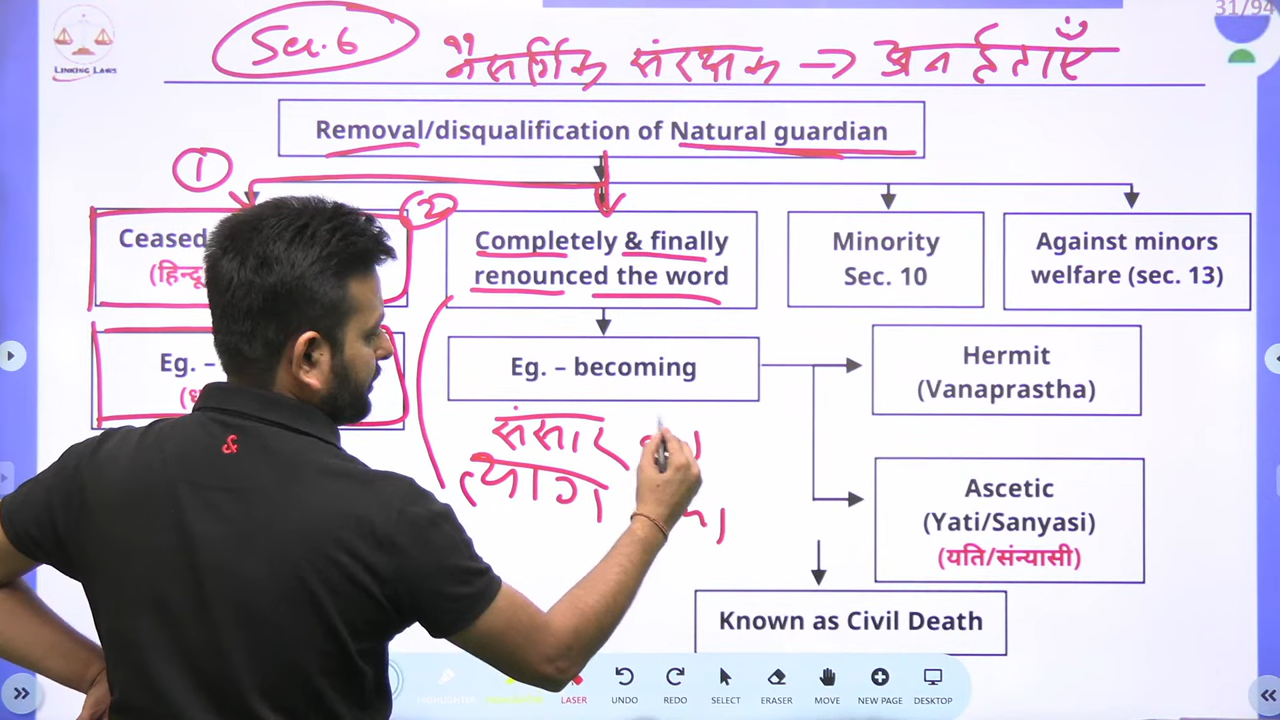 31/94
LINKING LAWS
Sec. 6
नैसर्गिक संरक्षक → अनर्हताएँ
Removal/disqualification of Natural guardian
1
2
Ceased
(हिन्दू
Completely & finally
renounced the word
Minority
Sec. 10
Against minors
welfare (sec. 13)
Eg. –
Eg. – becoming
Hermit
(Vanaprastha)
संसार
त्याग
Ascetic
(Yati/Sanyasi)
(यति/संन्यासी)
Known as Civil Death
&
HIGHLIGHTER
LASER
UNDO
REDO
SELECT
ERASER
MOVE
NEW PAGE
DESKTOP